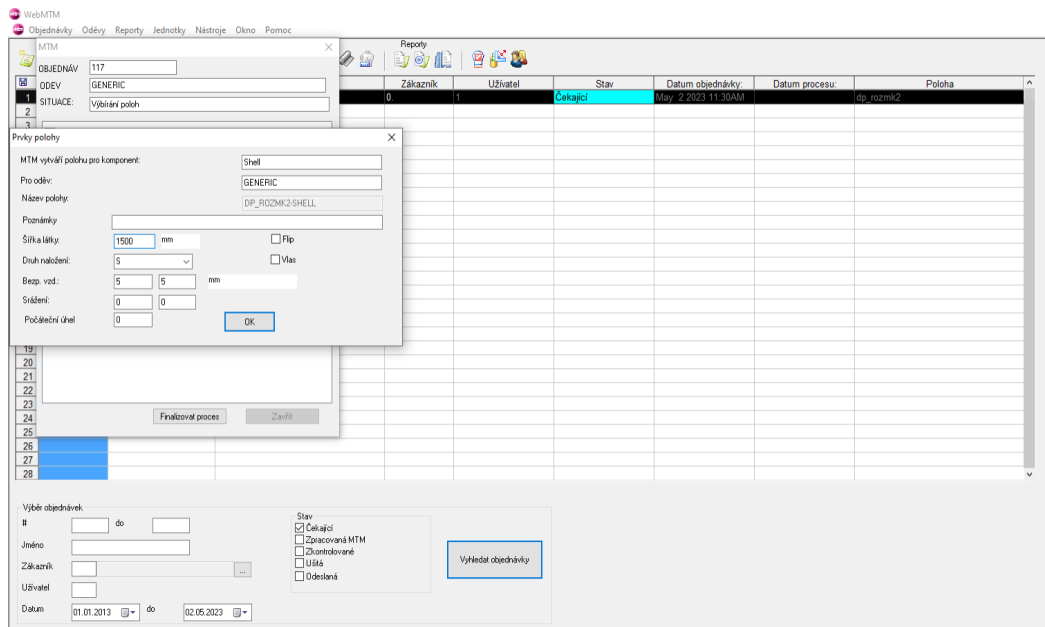 WebMTM
Objednávky Oděvy Reporty Jednotky Nástroje Okno Pomoc
MTM
Reporty
OBJEDNÁV 117
ODEV GENERIC
SITUACE: Výbírání poloh
Zákazník Užívatel Stav Datum objednávky: Datum procesu: Poloha
1 0. 1 Čekající May 2 2023 11:30AM dp_rozmk2
2
3
Prvky polohy
MTM vytváří polohu pro komponent: Shell
Pro oděv: GENERIC
Název polohy: DP_ROZMK2-SHELL
Poznámky
Šířka látky: 1500 mm Flip
Druh naložení: S Vlas
Bezp. vzd.: 5 5 mm
Srážení: 0 0
Počáteční úhel 0 OK
19
20
21
22
23
24 Finalizovat proces Zavřít
25
26
27
28
Výběr objednávek
# do
Jméno
Zákazník ...
Užívatel
Datum 01.01.2013 do 02.05.2023
Stav
Čekající
Zpracovaná MTM
Zkontrolované
Ušitá
Odeslaná
Vyhledat objednávky